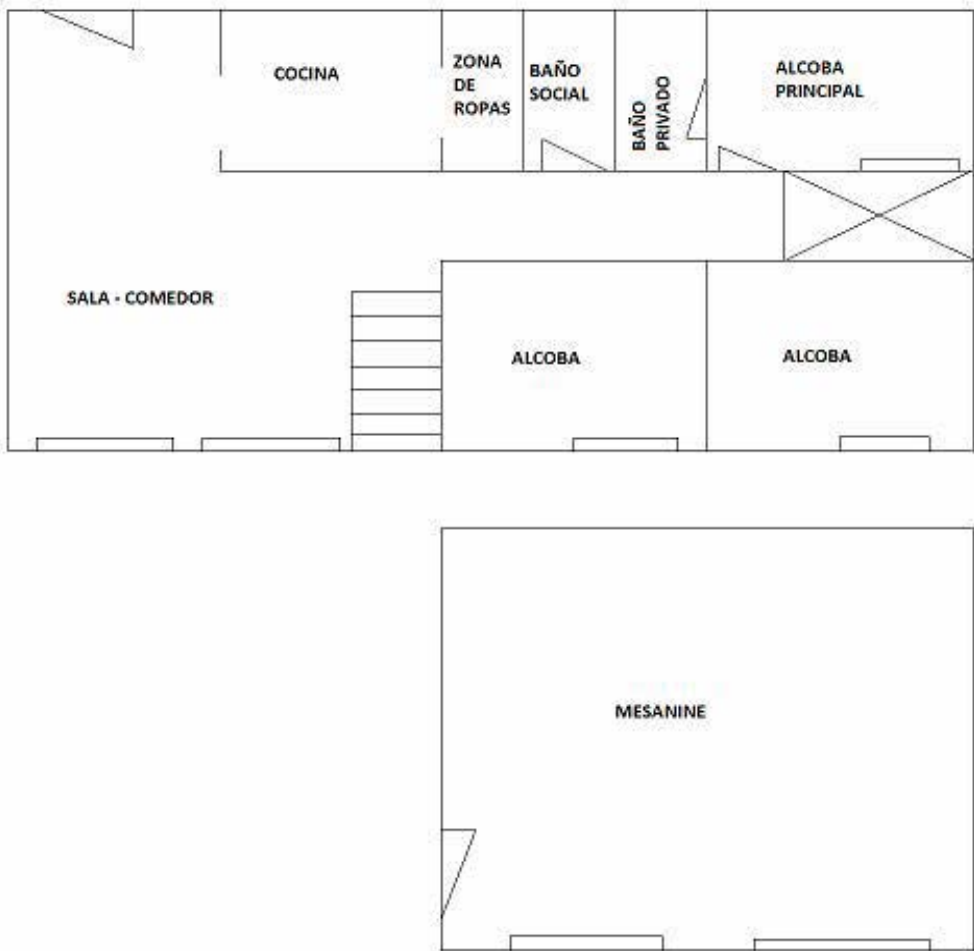 COCINA
ZONA
DE
ROPAS
BAÑO
SOCIAL
BAÑO
PRIVADO
ALCOBA
PRINCIPAL
SALA - COMEDOR
ALCOBA
ALCOBA
MESANINE